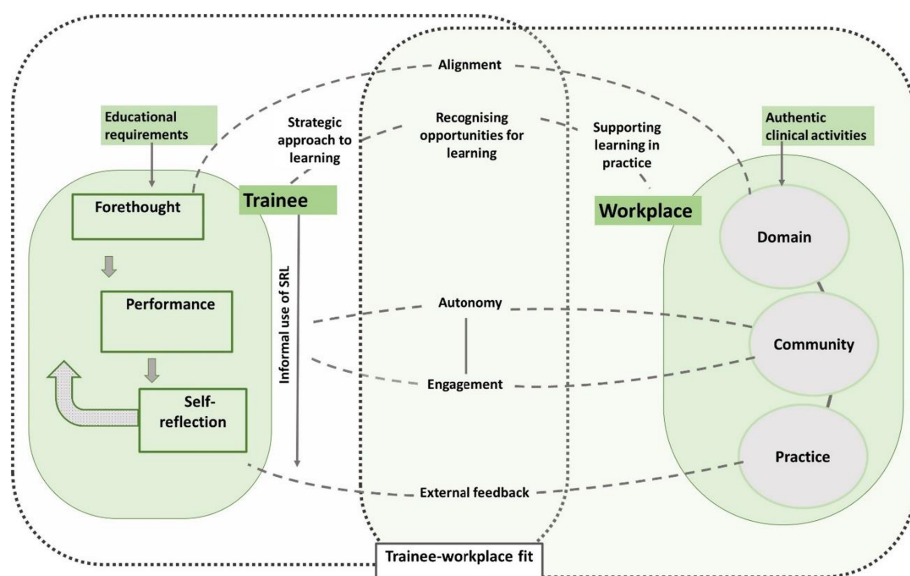 Alignment
Educational
requirements
Strategic
approach to
learning
Recognising
opportunities for
learning
Supporting
learning in
practice
Authentic
clinical activities
Trainee
Workplace
Forethought
Domain
Performance
Informal use of SRL
Autonomy
Community
Engagement
Self-
reflection
Practice
External feedback
Trainee-workplace fit